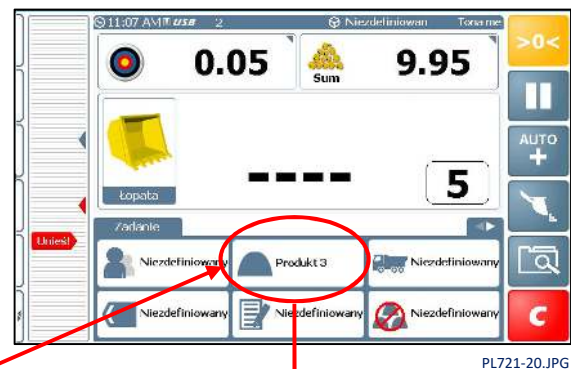 11:07 AM USB 2 Niezdefiniowan Tona me
>0<
0.05
Sum
9.95
AUTO
+
Łopata
----
5
Zadanie
Unieś!
Niezdefiniowany
Produkt 3
Niezdefiniowany
Niezdefiniowany
Niezdefiniowany
Niezdefiniowany
C
PL721-20.JPG